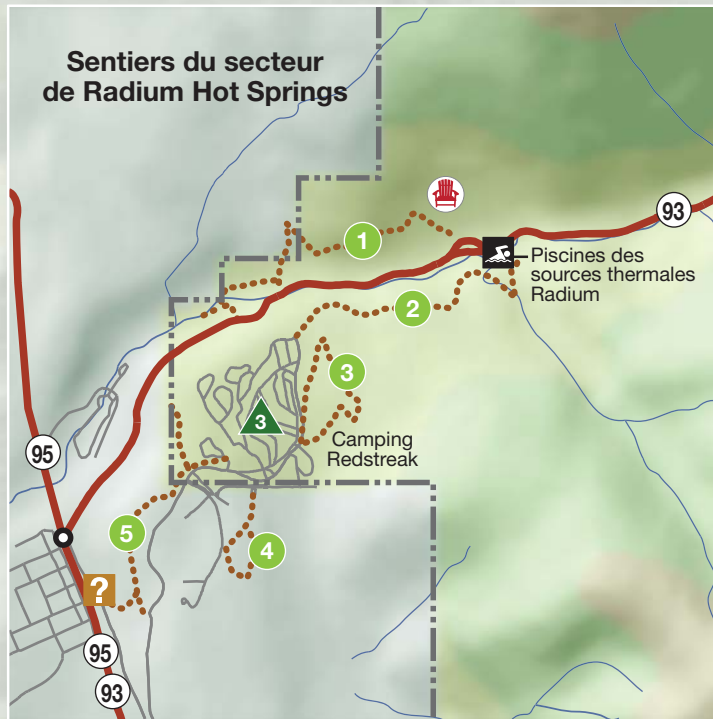 Sentiers du secteur
de Radium Hot Springs
93
1
Piscines des
sources thermales
Radium
2
3
3
Camping
Redstreak
95
5
4
?
95
93